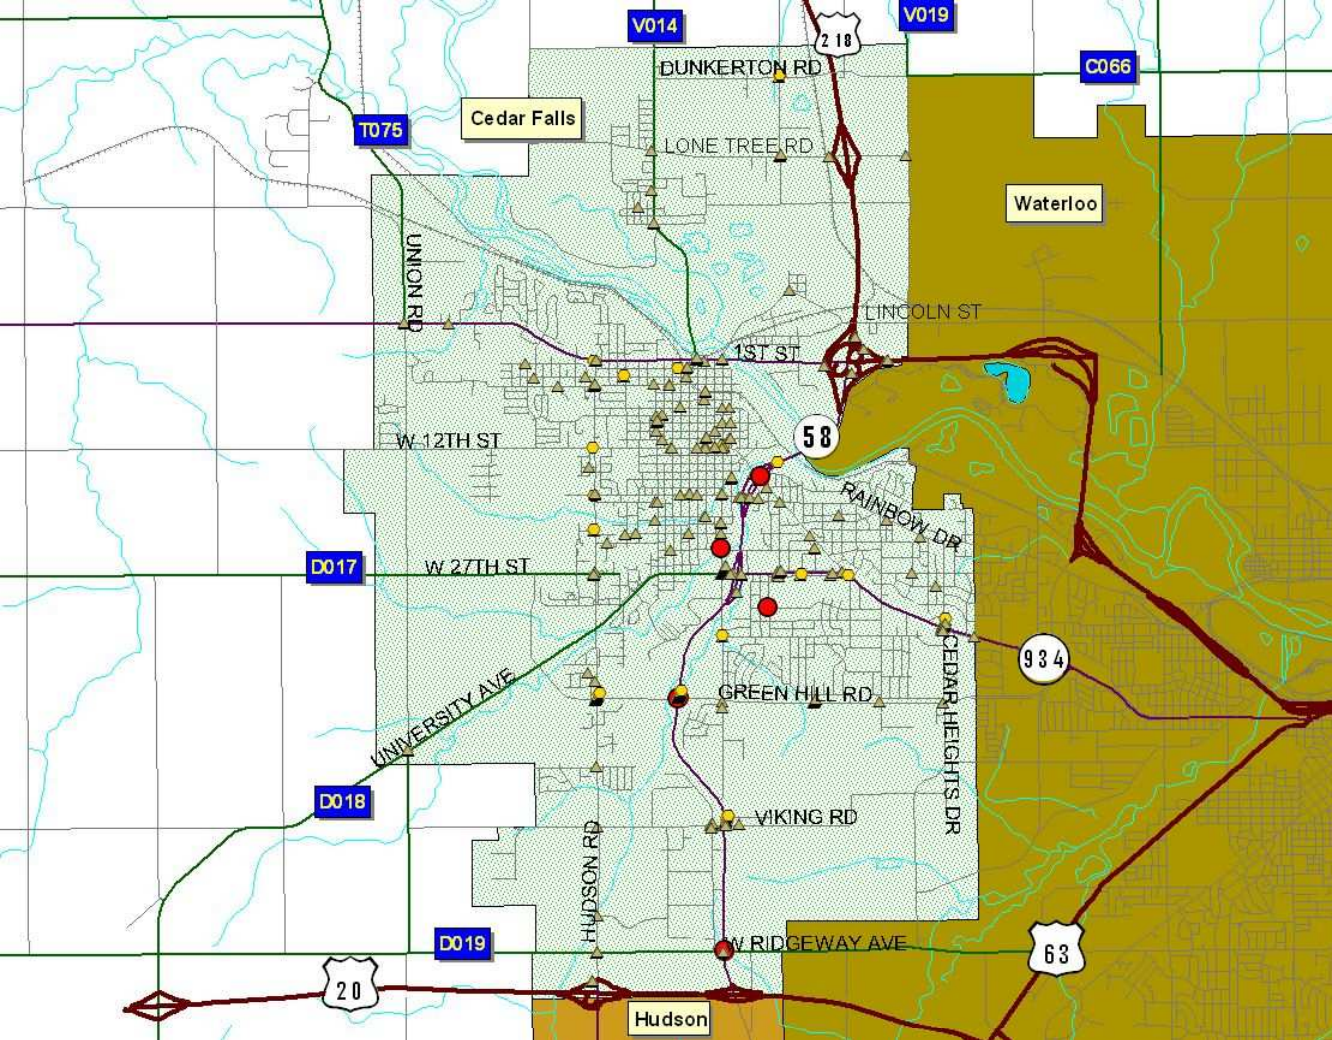 V014
V019
218
C066
DUNKERTON RD
Cedar Falls
T075
LONE TREE RD
Waterloo
UNION RD
LINCOLN ST
1ST ST
58
W 12TH ST
RAINBOW DR
D017
W 27TH ST
934
CEDAR HEIGHTS DR
GREEN HILL RD
UNIVERSITY AVE
D018
VIKING RD
HUDSON RD
D019
W RIDGEWAY AVE
63
20
Hudson